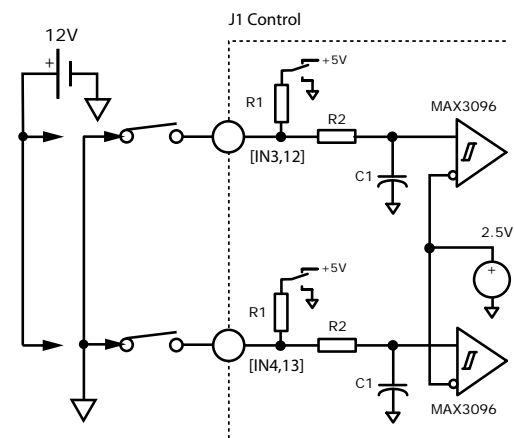 J1 Control
12V
+
+5V
R1
R2
MAX3096
[IN3,12]
C1
2.5V
+
+5V
R1
R2
[IN4,13]
C1
MAX3096